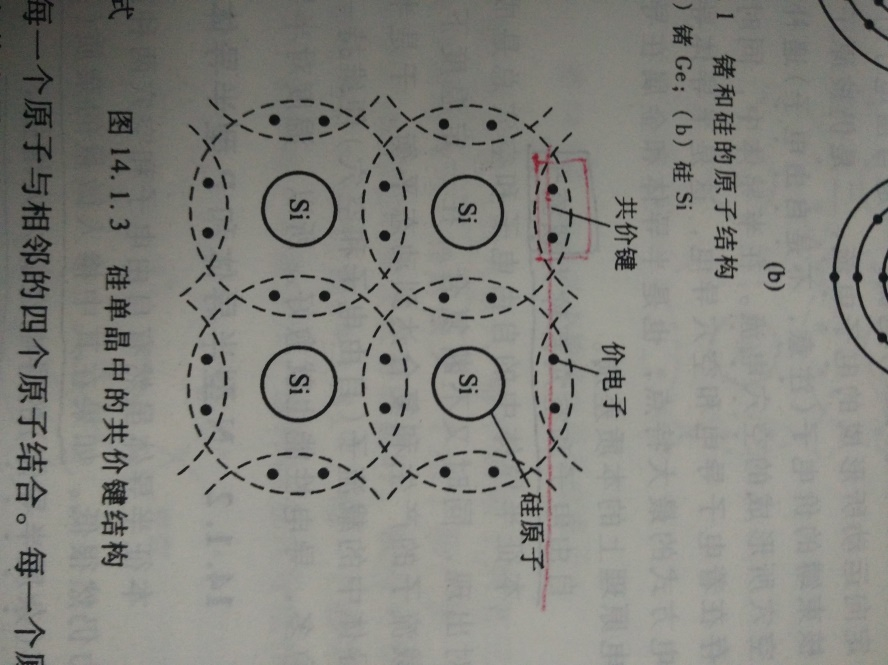 1 锗和硅的原子结构
) 锗 Ge; (b) 硅 Si
(b)
共价键
价电子
硅原子
Si
Si
Si
Si
图 14.1.3 硅单晶中的共价键结构
式
每一个原子与相邻的四个原子结合。每一个原